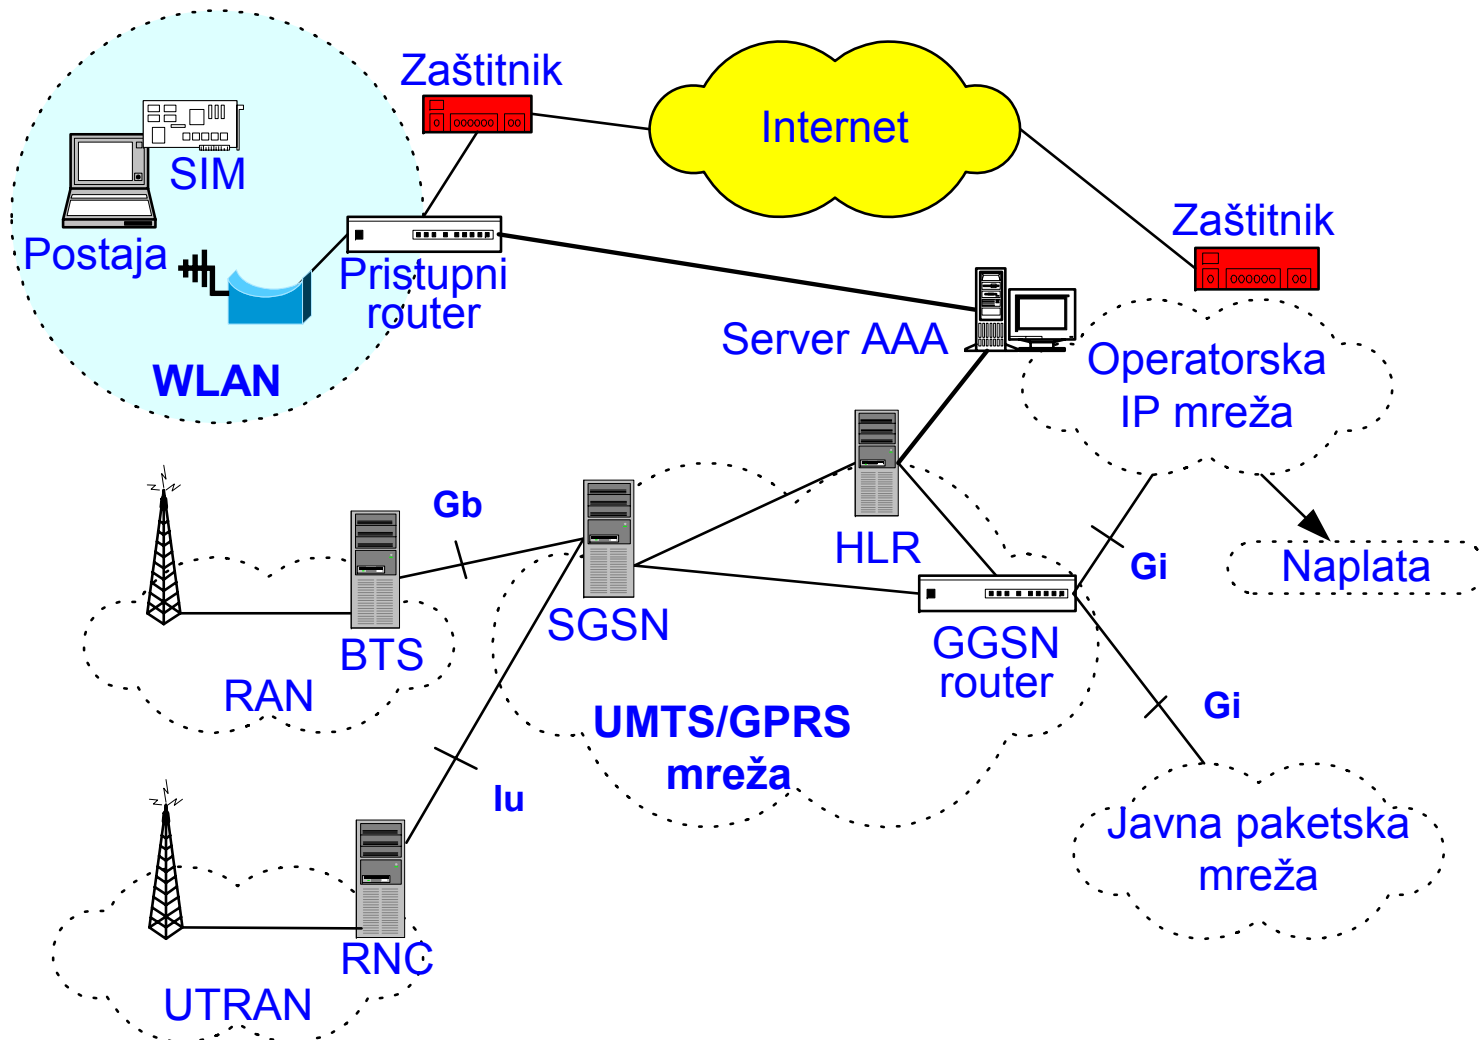 Zaštitnik
Internet
SIM
Zaštitnik
Postaja
Pristupni
router
Server AAA
Operatorska
IP mreža
WLAN
Gb
HLR
Gi
Naplata
SGSN
BTS
GGSN
router
RAN
UMTS/GPRS
mreža
Gi
Iu
Javna paketska
mreža
RNC
UTRAN